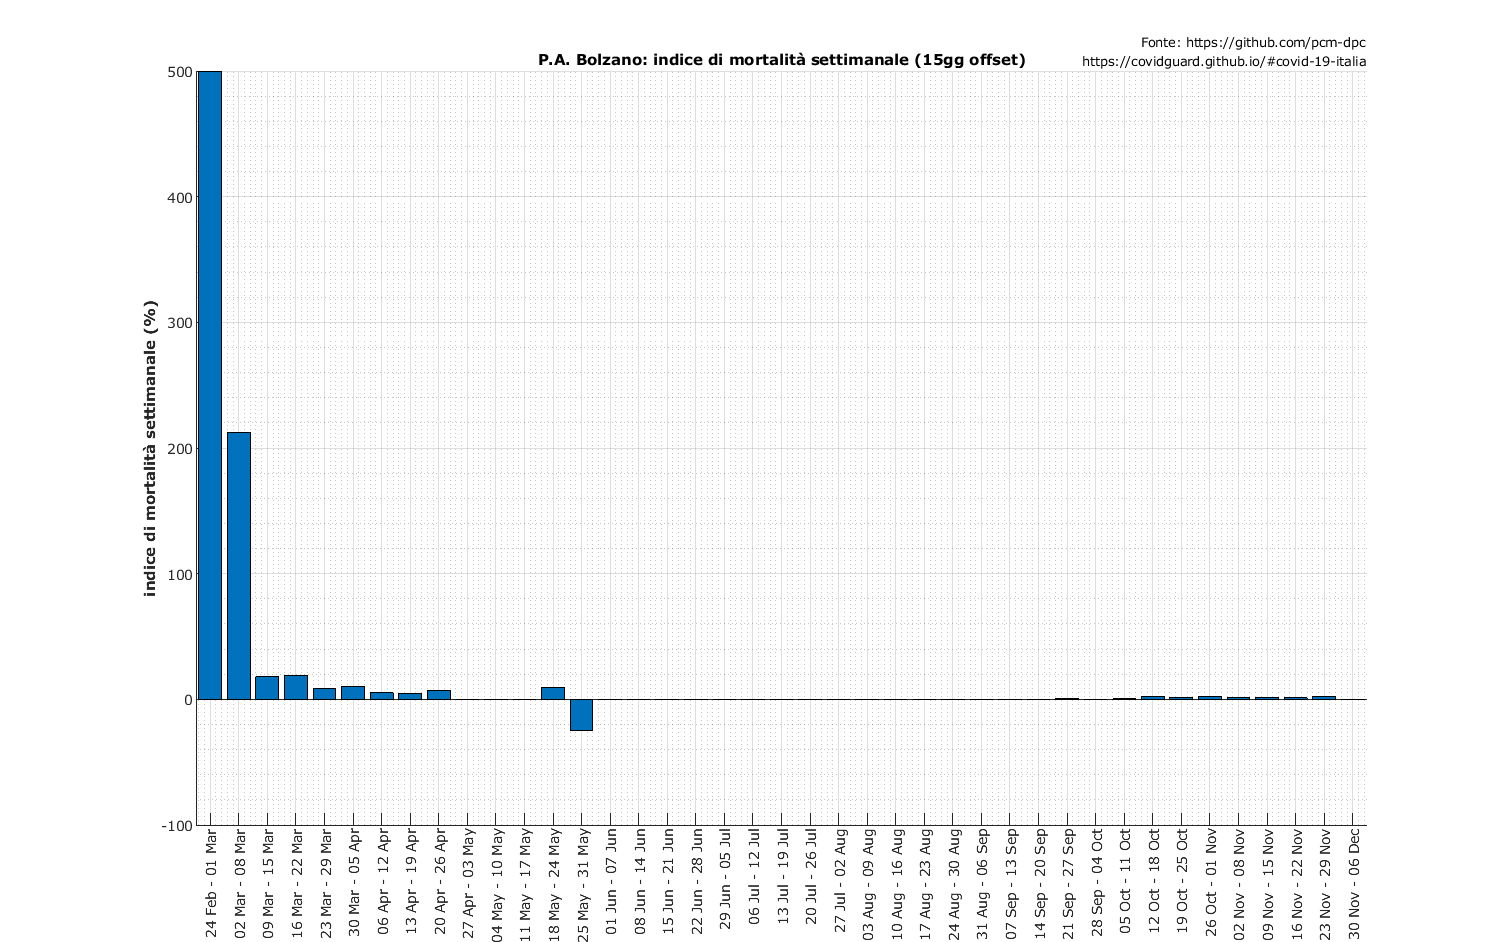 Fonte: https://github.com/pcm-dpc
P.A. Bolzano: indice di mortalità settimanale (15gg offset)
https://covidguard.github.io/#covid-19-italia
indice di mortalità settimanale (%)
500
400
300
200
100
0
-100
24 Feb - 01 Mar
02 Mar - 08 Mar
09 Mar - 15 Mar
16 Mar - 22 Mar
23 Mar - 29 Mar
30 Mar - 05 Apr
06 Apr - 12 Apr
13 Apr - 19 Apr
20 Apr - 26 Apr
27 Apr - 03 May
04 May - 10 May
11 May - 17 May
18 May - 24 May
25 May - 31 May
01 Jun - 07 Jun
08 Jun - 14 Jun
15 Jun - 21 Jun
22 Jun - 28 Jun
29 Jun - 05 Jul
06 Jul - 12 Jul
13 Jul - 19 Jul
20 Jul - 26 Jul
27 Jul - 02 Aug
03 Aug - 09 Aug
10 Aug - 16 Aug
17 Aug - 23 Aug
24 Aug - 30 Aug
31 Aug - 06 Sep
07 Sep - 13 Sep
14 Sep - 20 Sep
21 Sep - 27 Sep
28 Sep - 04 Oct
05 Oct - 11 Oct
12 Oct - 18 Oct
19 Oct - 25 Oct
26 Oct - 01 Nov
02 Nov - 08 Nov
09 Nov - 15 Nov
16 Nov - 22 Nov
23 Nov - 29 Nov
30 Nov - 06 Dec